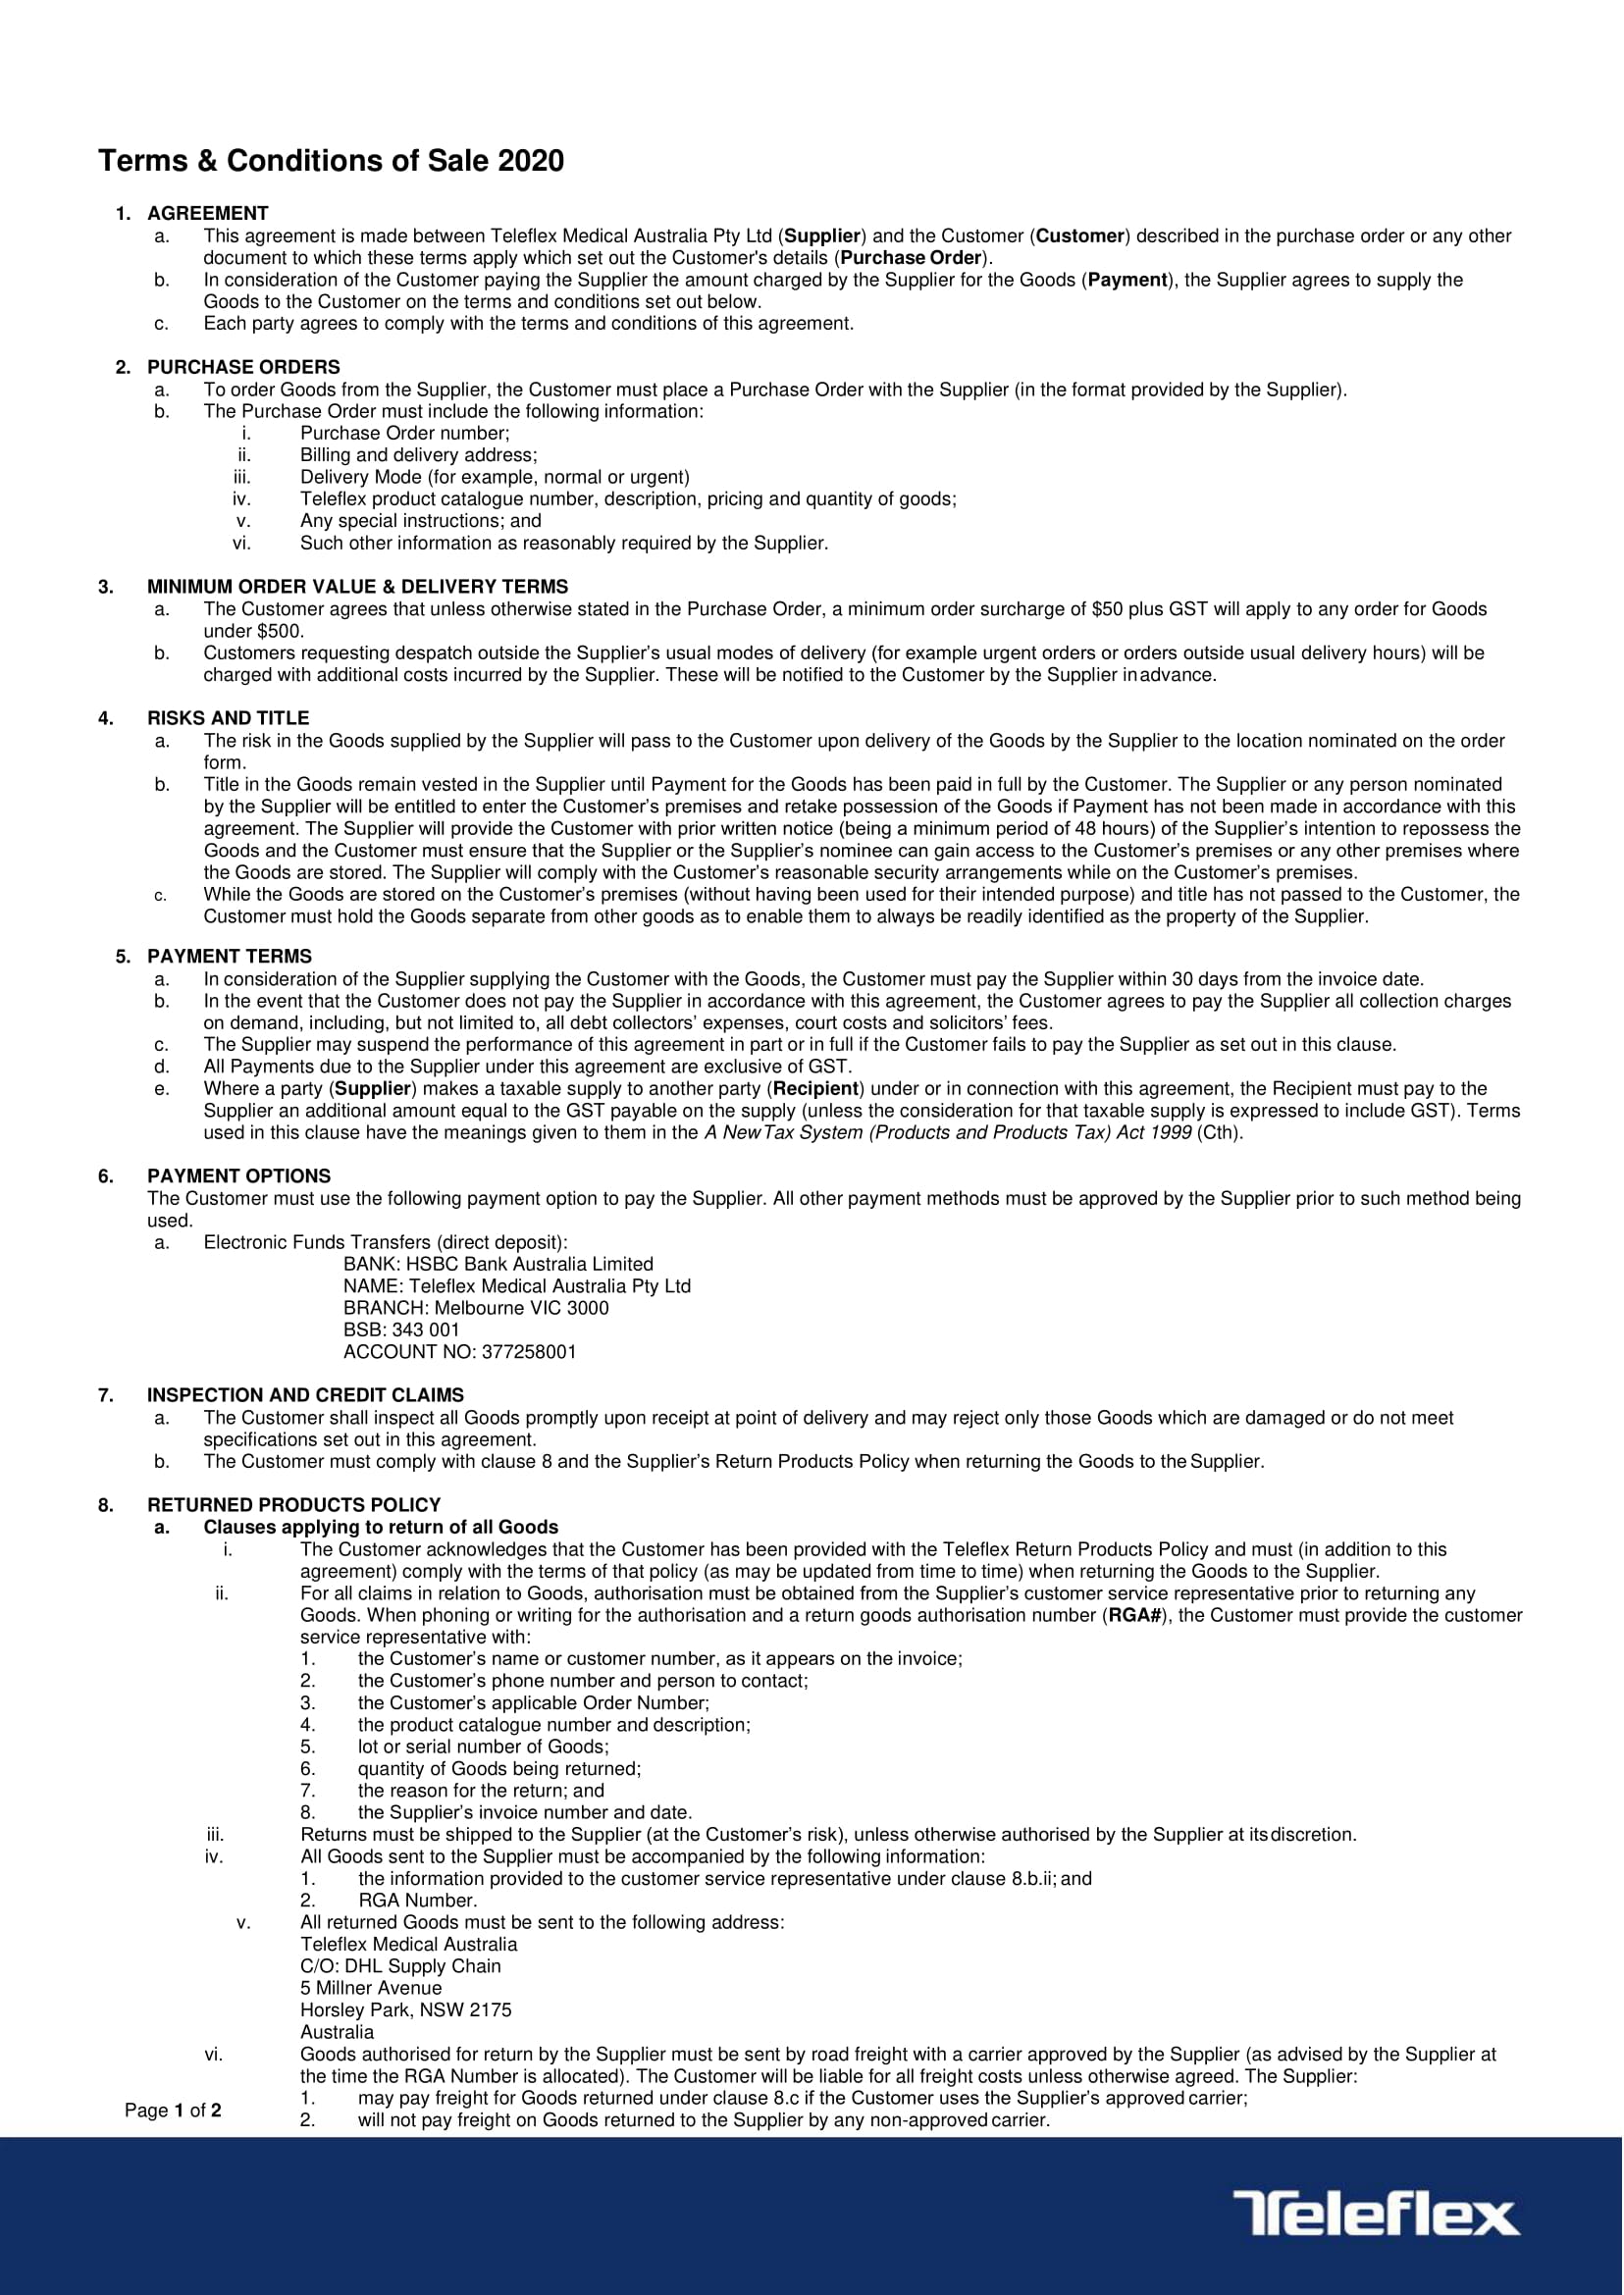 Terms & Conditions of Sale 2020
1. AGREEMENT
a. This agreement is made between Teleflex Medical Australia Pty Ltd (Supplier) and the Customer (Customer) described in the purchase order or any other
document to which these terms apply which set out the Customer's details (Purchase Order).
b. In consideration of the Customer paying the Supplier the amount charged by the Supplier for the Goods (Payment), the Supplier agrees to supply the
Goods to the Customer on the terms and conditions set out below.
c. Each party agrees to comply with the terms and conditions of this agreement.
2. PURCHASE ORDERS
a. To order Goods from the Supplier, the Customer must place a Purchase Order with the Supplier (in the format provided by the Supplier).
b. The Purchase Order must include the following information:
i. Purchase Order number;
ii. Billing and delivery address;
iii. Delivery Mode (for example, normal or urgent)
iv. Teleflex product catalogue number, description, pricing and quantity of goods;
v. Any special instructions; and
vi. Such other information as reasonably required by the Supplier.
3. MINIMUM ORDER VALUE & DELIVERY TERMS
a. The Customer agrees that unless otherwise stated in the Purchase Order, a minimum order surcharge of $50 plus GST will apply to any order for Goods
under $500.
b. Customers requesting despatch outside the Supplier’s usual modes of delivery (for example urgent orders or orders outside usual delivery hours) will be
charged with additional costs incurred by the Supplier. These will be notified to the Customer by the Supplier in advance.
4. RISKS AND TITLE
a. The risk in the Goods supplied by the Supplier will pass to the Customer upon delivery of the Goods by the Supplier to the location nominated on the order
form.
b. Title in the Goods remain vested in the Supplier until Payment for the Goods has been paid in full by the Customer. The Supplier or any person nominated
by the Supplier will be entitled to enter the Customer’s premises and retake possession of the Goods if Payment has not been made in accordance with this
agreement. The Supplier will provide the Customer with prior written notice (being a minimum period of 48 hours) of the Supplier’s intention to repossess the
Goods and the Customer must ensure that the Supplier or the Supplier’s nominee can gain access to the Customer’s premises or any other premises where
the Goods are stored. The Supplier will comply with the Customer’s reasonable security arrangements while on the Customer’s premises.
c. While the Goods are stored on the Customer’s premises (without having been used for their intended purpose) and title has not passed to the Customer, the
Customer must hold the Goods separate from other goods as to enable them to always be readily identified as the property of the Supplier.
5. PAYMENT TERMS
a. In consideration of the Supplier supplying the Customer with the Goods, the Customer must pay the Supplier within 30 days from the invoice date.
b. In the event that the Customer does not pay the Supplier in accordance with this agreement, the Customer agrees to pay the Supplier all collection charges
on demand, including, but not limited to, all debt collectors’ expenses, court costs and solicitors’ fees.
c. The Supplier may suspend the performance of this agreement in part or in full if the Customer fails to pay the Supplier as set out in this clause.
d. All Payments due to the Supplier under this agreement are exclusive of GST.
e. Where a party (Supplier) makes a taxable supply to another party (Recipient) under or in connection with this agreement, the Recipient must pay to the
Supplier an additional amount equal to the GST payable on the supply (unless the consideration for that taxable supply is expressed to include GST). Terms
used in this clause have the meanings given to them in the A New Tax System (Products and Products Tax) Act 1999 (Cth).
6. PAYMENT OPTIONS
The Customer must use the following payment option to pay the Supplier. All other payment methods must be approved by the Supplier prior to such method being
used.
a. Electronic Funds Transfers (direct deposit):
BANK: HSBC Bank Australia Limited
NAME: Teleflex Medical Australia Pty Ltd
BRANCH: Melbourne VIC 3000
BSB: 343 001
ACCOUNT NO: 377258001
7. INSPECTION AND CREDIT CLAIMS
a. The Customer shall inspect all Goods promptly upon receipt at point of delivery and may reject only those Goods which are damaged or do not meet
specifications set out in this agreement.
b. The Customer must comply with clause 8 and the Supplier’s Return Products Policy when returning the Goods to the Supplier.
8. RETURNED PRODUCTS POLICY
a. Clauses applying to return of all Goods
i. The Customer acknowledges that the Customer has been provided with the Teleflex Return Products Policy and must (in addition to this
agreement) comply with the terms of that policy (as may be updated from time to time) when returning the Goods to the Supplier.
ii. For all claims in relation to Goods, authorisation must be obtained from the Supplier’s customer service representative prior to returning any
Goods. When phoning or writing for the authorisation and a return goods authorisation number (RGA#), the Customer must provide the customer
service representative with:
1. the Customer’s name or customer number, as it appears on the invoice;
2. the Customer’s phone number and person to contact;
3. the Customer’s applicable Order Number;
4. the product catalogue number and description;
5. lot or serial number of Goods;
6. quantity of Goods being returned;
7. the reason for the return; and
8. the Supplier’s invoice number and date.
iii. Returns must be shipped to the Supplier (at the Customer’s risk), unless otherwise authorised by the Supplier at its discretion.
iv. All Goods sent to the Supplier must be accompanied by the following information:
1. the information provided to the customer service representative under clause 8.b.ii; and
2. RGA Number.
v. All returned Goods must be sent to the following address:
Teleflex Medical Australia
C/O: DHL Supply Chain
5 Millner Avenue
Horsley Park, NSW 2175
Australia
vi. Goods authorised for return by the Supplier must be sent by road freight with a carrier approved by the Supplier (as advised by the Supplier at
the time the RGA Number is allocated). The Customer will be liable for all freight costs unless otherwise agreed. The Supplier:
1. may pay freight for Goods returned under clause 8.c if the Customer uses the Supplier’s approved carrier;
2. will not pay freight on Goods returned to the Supplier by any non-approved carrier.
Page 1 of 2
Teleflex